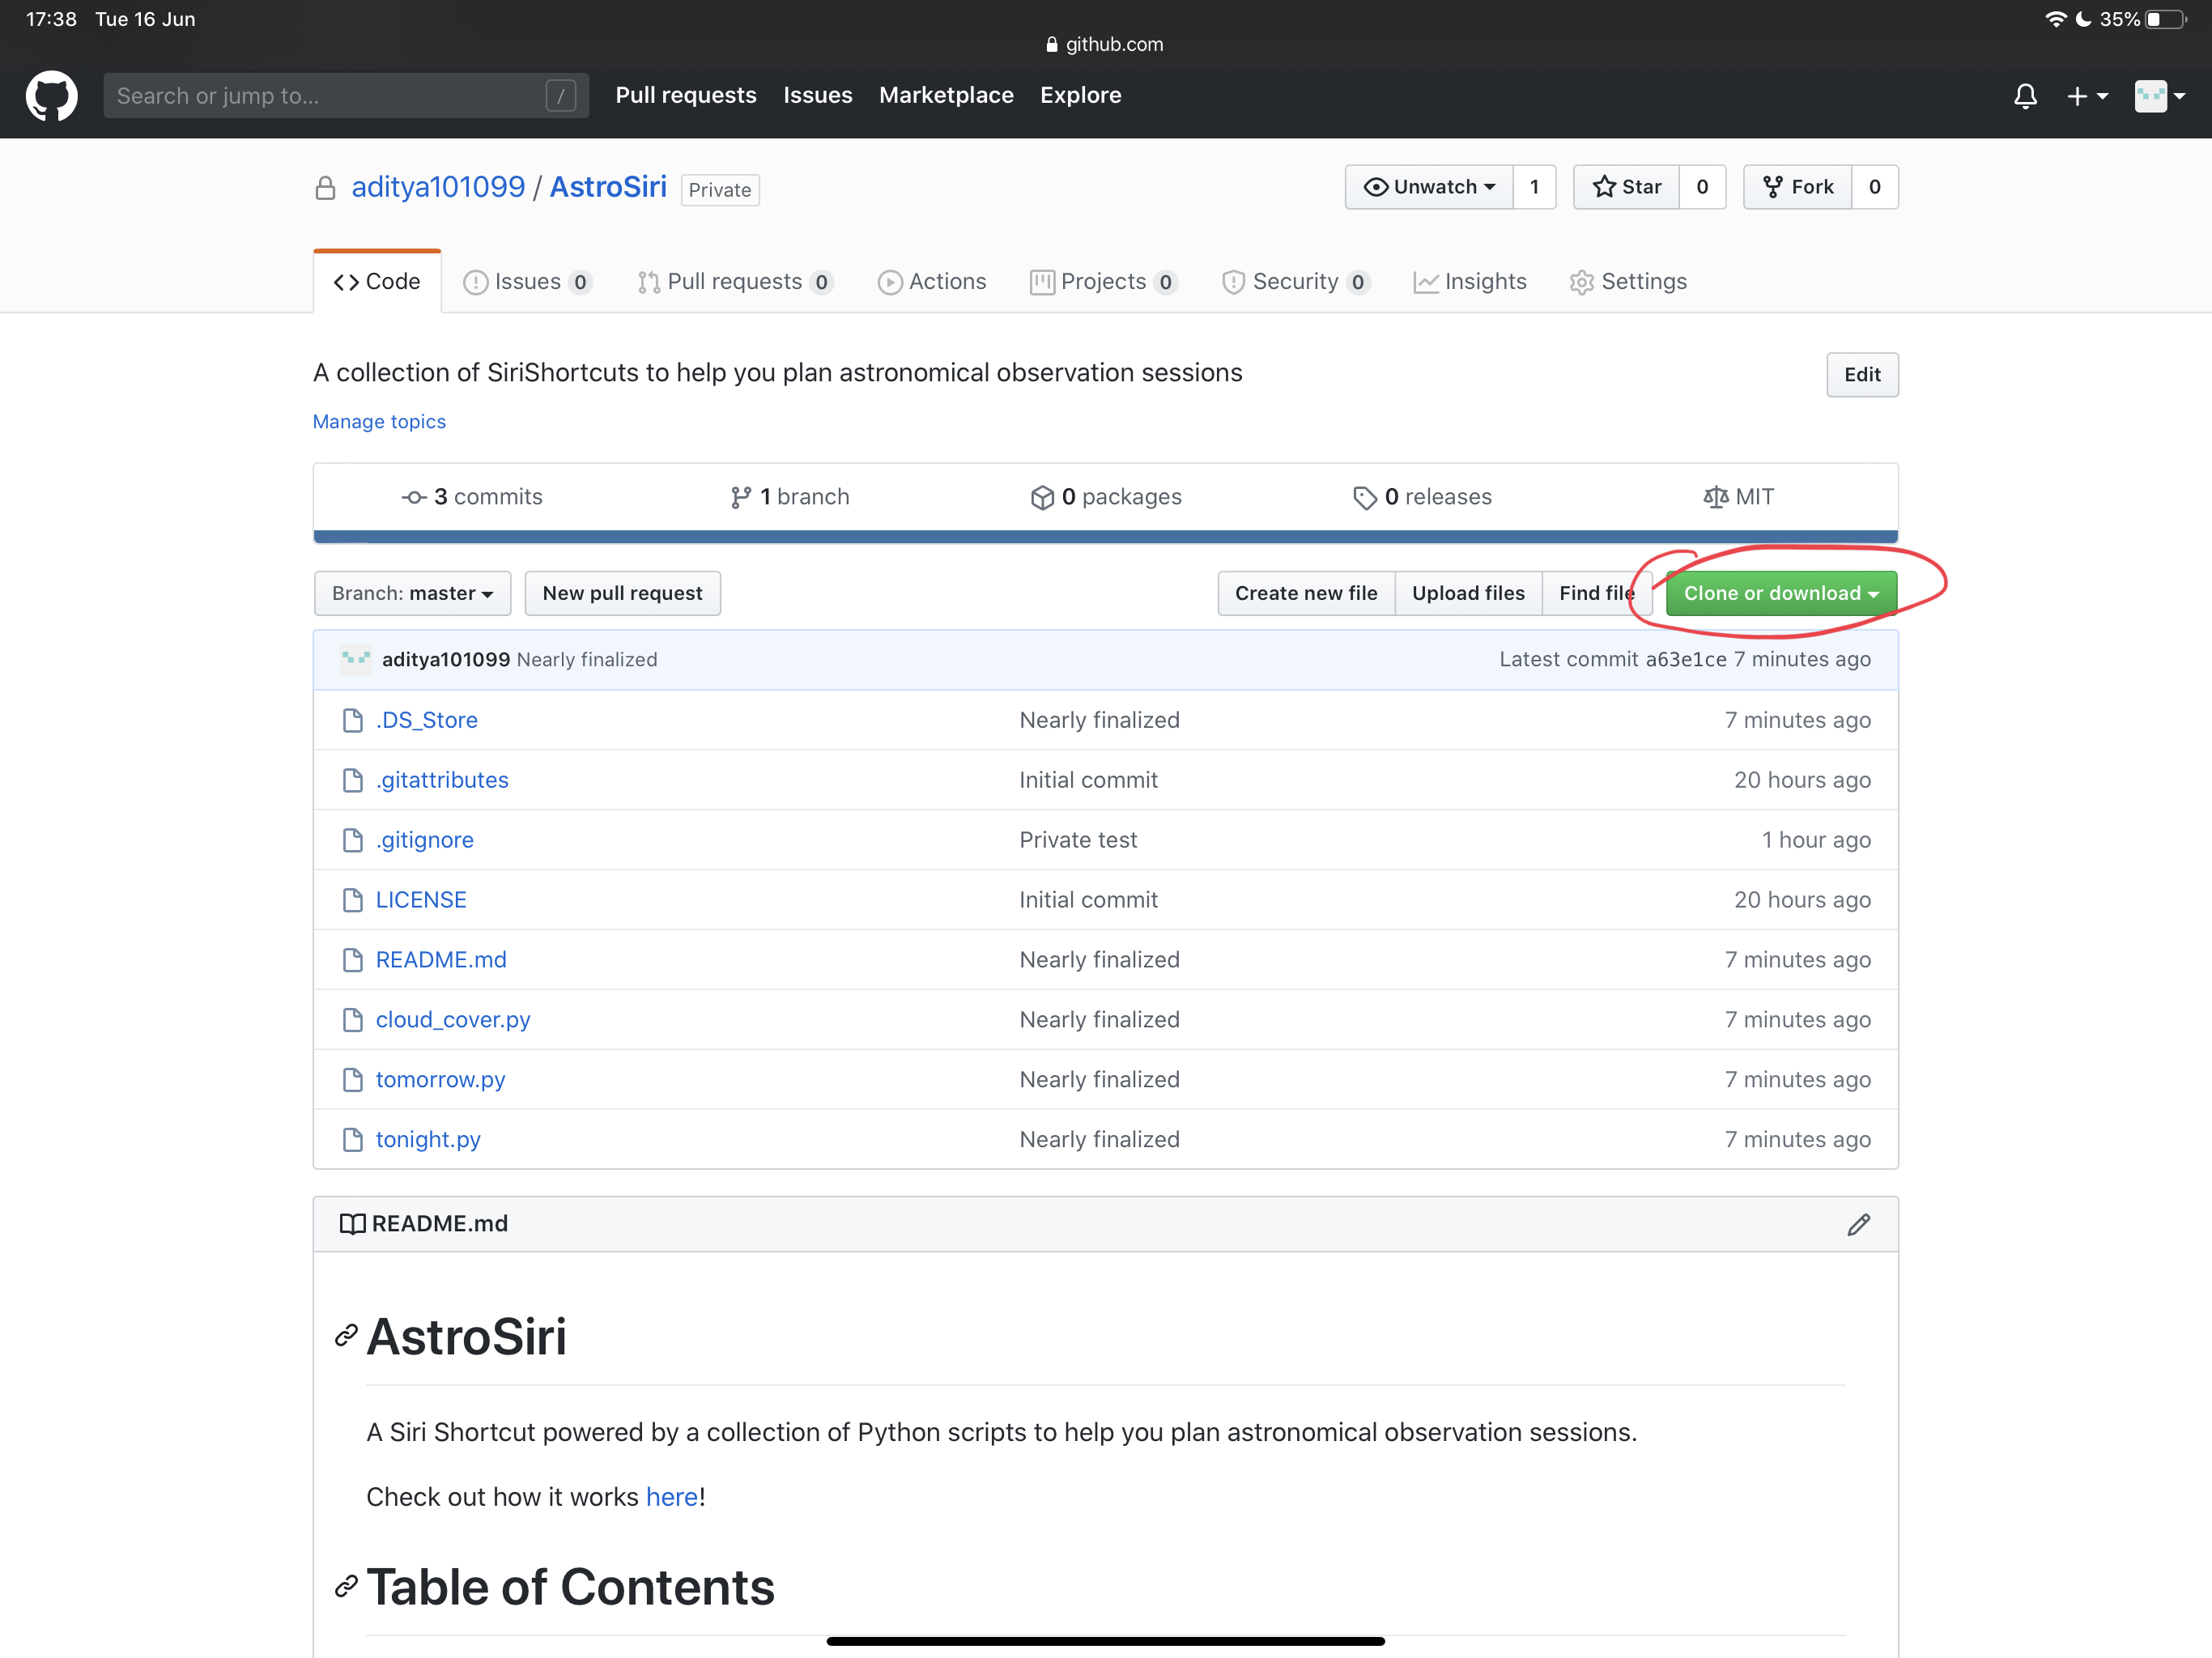 17:38 Tue 16 Jun 35%
github.com
Search or jump to... / Pull requests Issues Marketplace Explore
aditya101099 / AstroSiri Private Unwatch 1 Star 0 Fork 0
Code Issues 0 Pull requests 0 Actions Projects 0 Security 0 Insights Settings
A collection of SiriShortcuts to help you plan astronomical observation sessions Edit
Manage topics
3 commits 1 branch 0 packages 0 releases MIT
Branch: master New pull request Create new file Upload files Find file Clone or download
aditya101099 Nearly finalized Latest commit a63e1ce 7 minutes ago
.DS_Store Nearly finalized 7 minutes ago
.gitattributes Initial commit 20 hours ago
.gitignore Private test 1 hour ago
LICENSE Initial commit 20 hours ago
README.md Nearly finalized 7 minutes ago
cloud_cover.py Nearly finalized 7 minutes ago
tomorrow.py Nearly finalized 7 minutes ago
tonight.py Nearly finalized 7 minutes ago
README.md
AstroSiri
A Siri Shortcut powered by a collection of Python scripts to help you plan astronomical observation sessions.
Check out how it works here!
Table of Contents